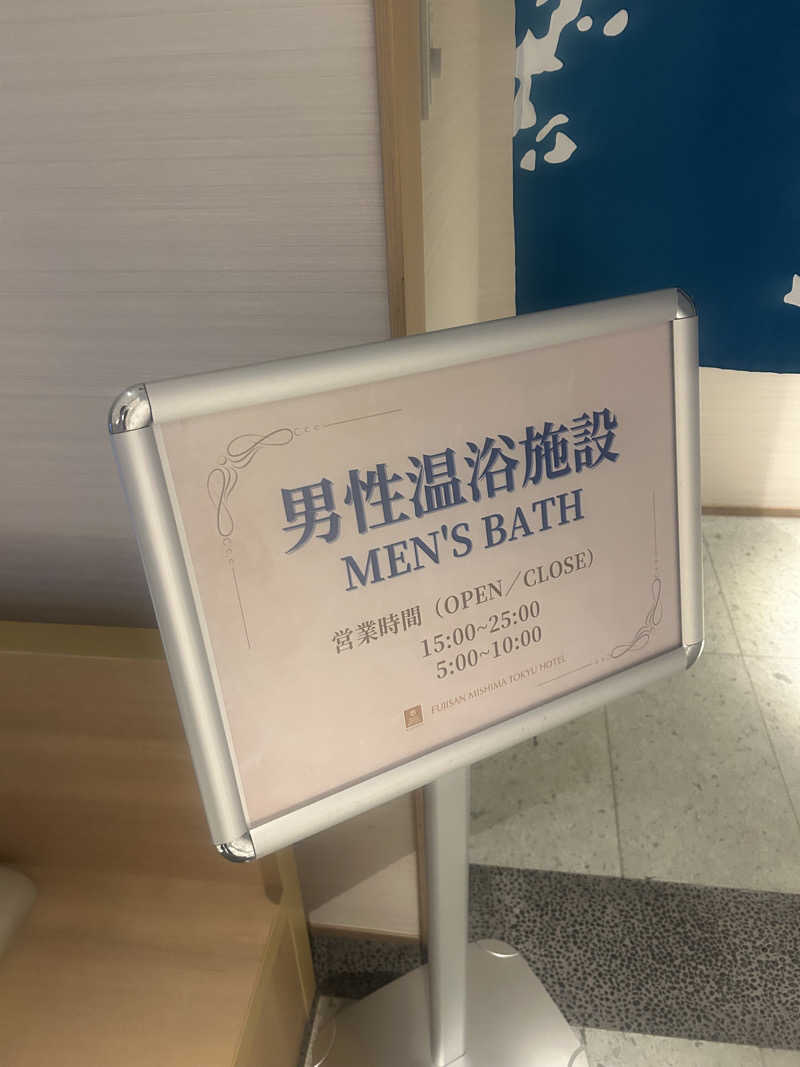 男性温浴施設
MEN'S BATH
営業時間（OPEN／CLOSE）
15:00~25:00
5:00~10:00
FUJISAN MISHIMA TOKYU HOTEL